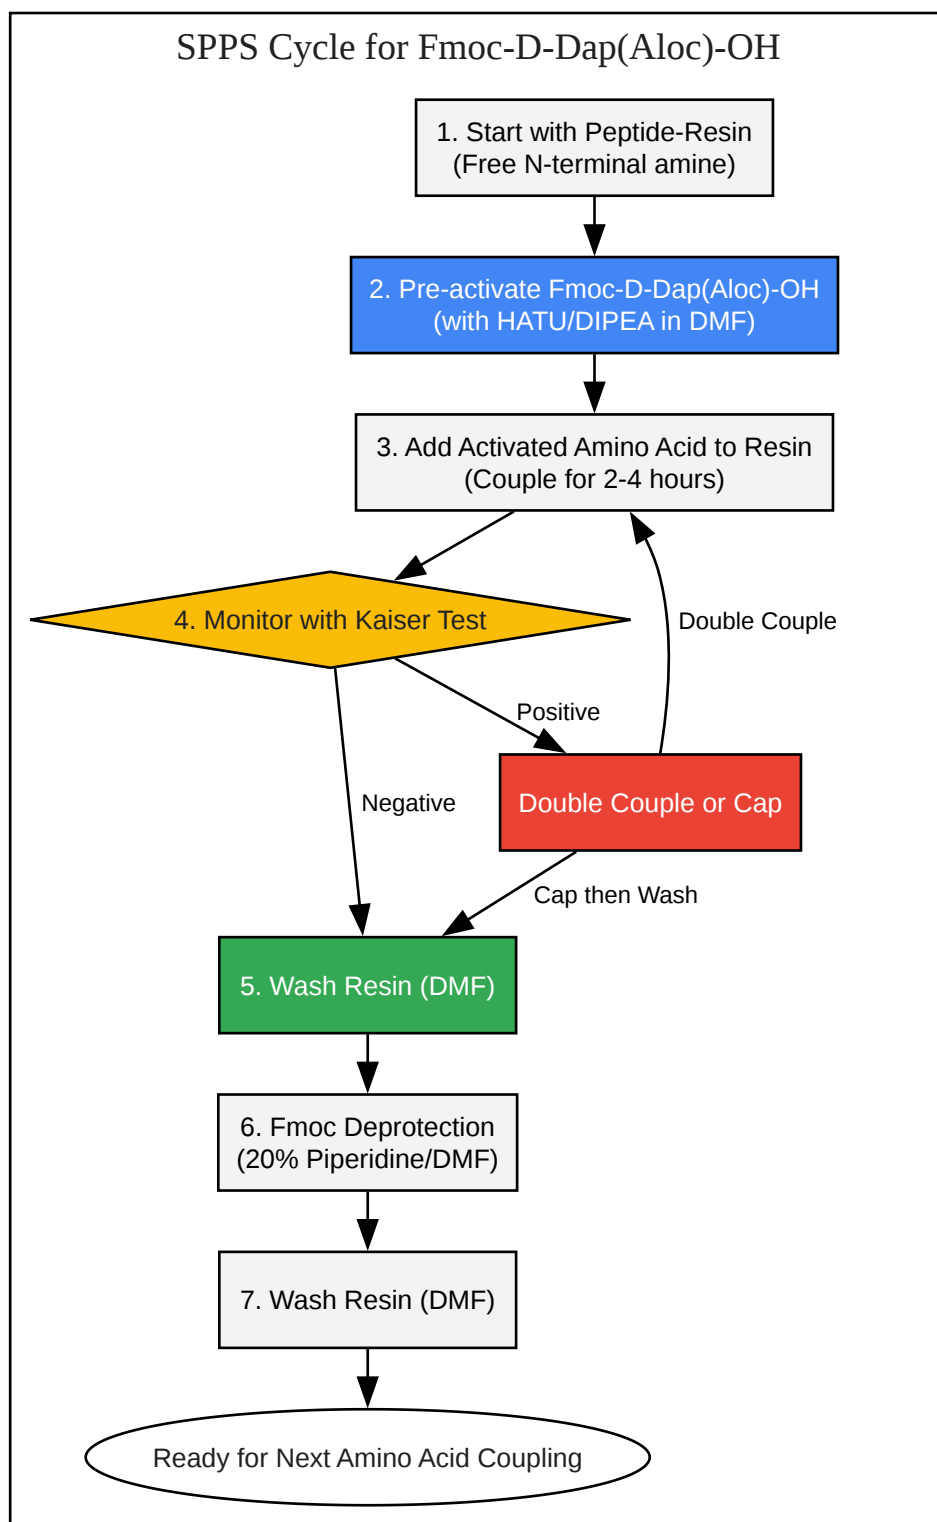 SPPS Cycle for Fmoc-D-Dap(Aloc)-OH
1. Start with Peptide-Resin
(Free N-terminal amine)
2. Pre-activate Fmoc-D-Dap(Aloc)-OH
(with HATU/DIPEA in DMF)
3. Add Activated Amino Acid to Resin
(Couple for 2-4 hours)
4. Monitor with Kaiser Test
Double Couple
Positive
Negative
Double Couple or Cap
Cap then Wash
5. Wash Resin (DMF)
6. Fmoc Deprotection
(20% Piperidine/DMF)
7. Wash Resin (DMF)
Ready for Next Amino Acid Coupling